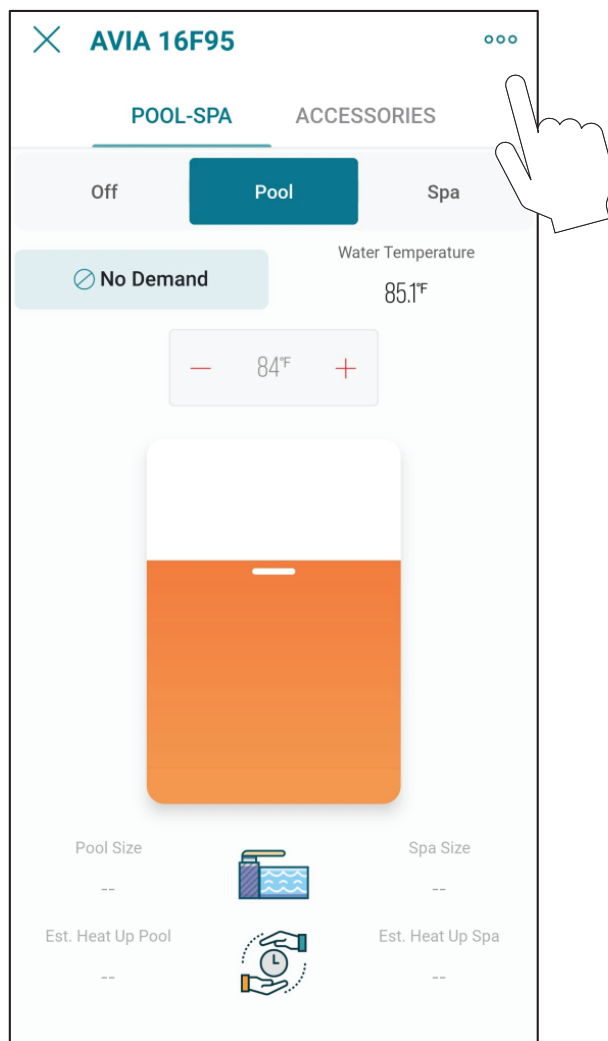 AVIA 16F95
POOL-SPA ACCESSORIES
Off Pool Spa
No Demand
Water Temperature
85.1°F
− 84°F +
Pool Size Spa Size
-- --
Est. Heat Up Pool Est. Heat Up Spa
-- --